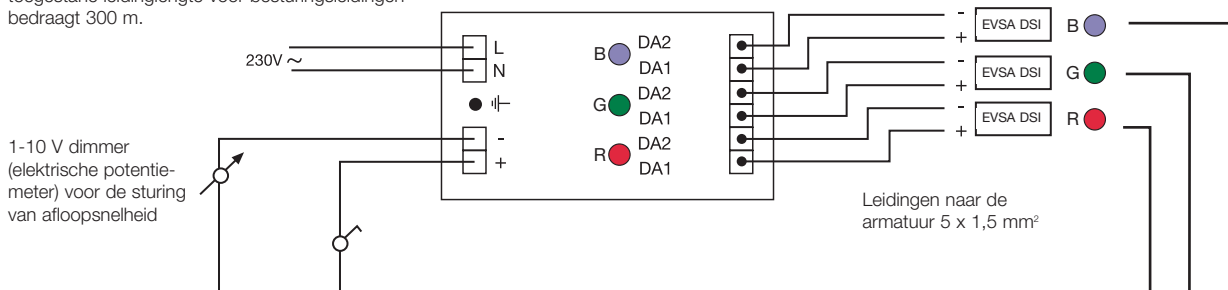 bedraagt 300 m.
230V ~
L
N
-
+
B
DA2
DA1
G
DA2
DA1
R
DA2
DA1
-
+
EVSA DSI
B
-
+
EVSA DSI
G
-
+
EVSA DSI
R
1-10 V dimmer
(elektrische potentie-
meter) voor de sturing
van afloopsnelheid
Leidingen naar de
armatuur 5 x 1,5 mm²